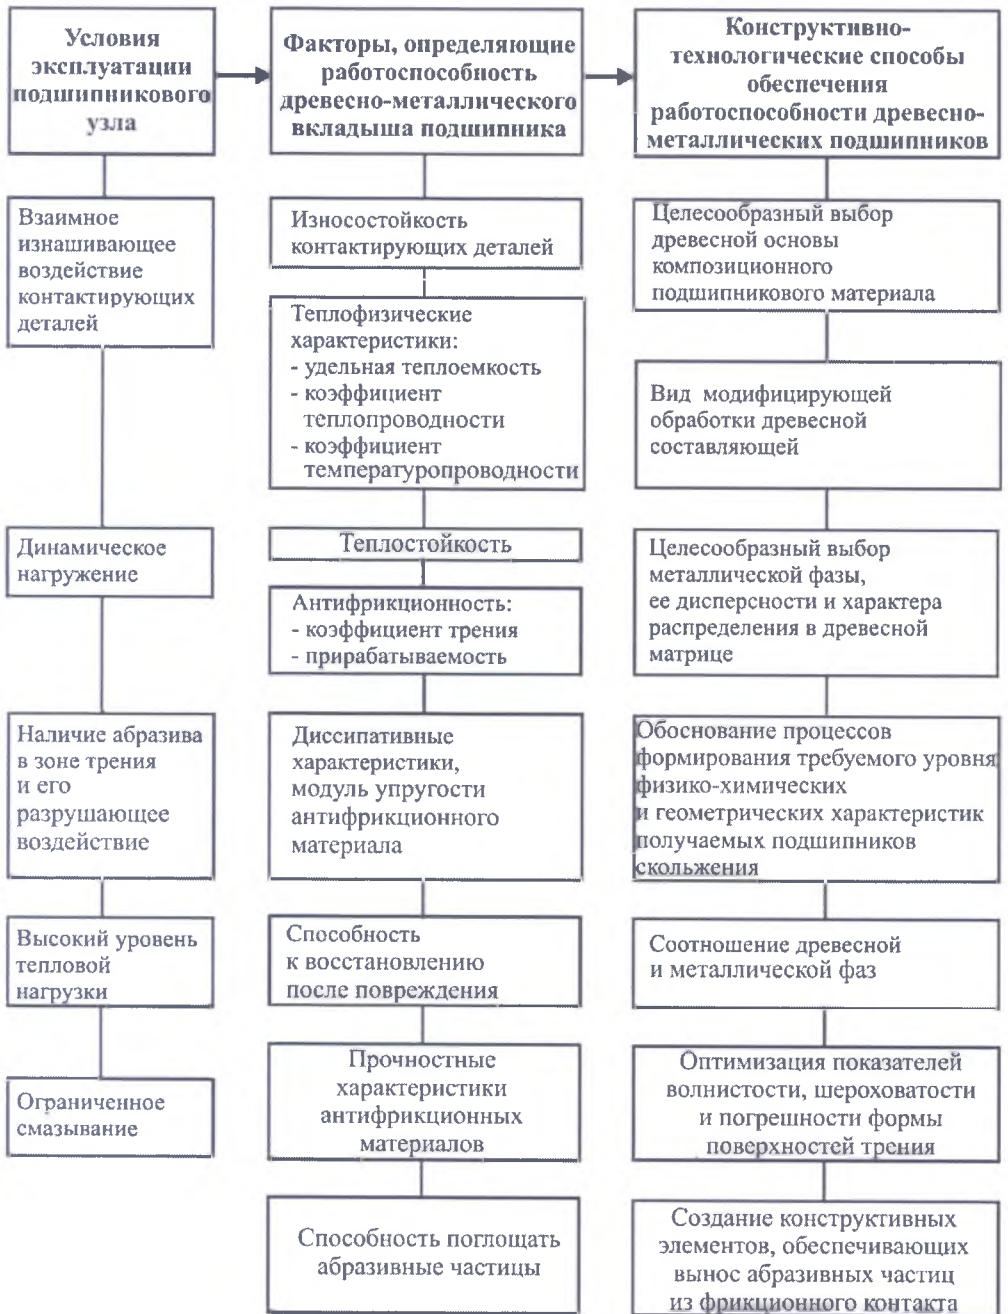 Условия
эксплуатации
подшипникового
узла
Взаимное
изнашивающее
воздействие
контактирующих
деталей
Динамическое
нагружение
Наличие абразива
в зоне трения
и его
разрушающее
воздействие
Высокий уровень
тепловой
нагрузки
Ограниченное
смазывание
Факторы, определяющие
работоспособность
древесно-металлического
вкладыша подшипника
Износостойкость
контактирующих деталей
Теплофизические
характеристики:
- удельная теплоемкость
- коэффициент
теплопроводности
- коэффициент
температуропроводности
Теплостойкость
Антифрикционность:
- коэффициент трения
- прирабатываемость
Диссипативные
характеристики,
модуль упругости
антифрикционного
материала
Способность
к восстановлению
после повреждения
Прочностные
характеристики
антифрикционных
материалов
Способность поглощать
абразивные частицы
Конструктивно-
технологические способы
обеспечения
работоспособности древесно-
металлических подшипников
Целесообразный выбор
древесной основы
композиционного
подшипникового материала
Вид модифицирующей
обработки древесной
составляющей
Целесообразный выбор
металлической фазы,
ее дисперсности и характера
распределения в древесной
матрице
Обоснование процессов
формирования требуемого уровня
физико-химических
и геометрических характеристик
получаемых подшипников
скольжения
Соотношение древесной
и металлической фаз
Оптимизация показателей
волнистости, шероховатости
и погрешности формы
поверхностей трения
Создание конструктивных
элементов, обеспечивающих
вынос абразивных частиц
из фрикционного контакта